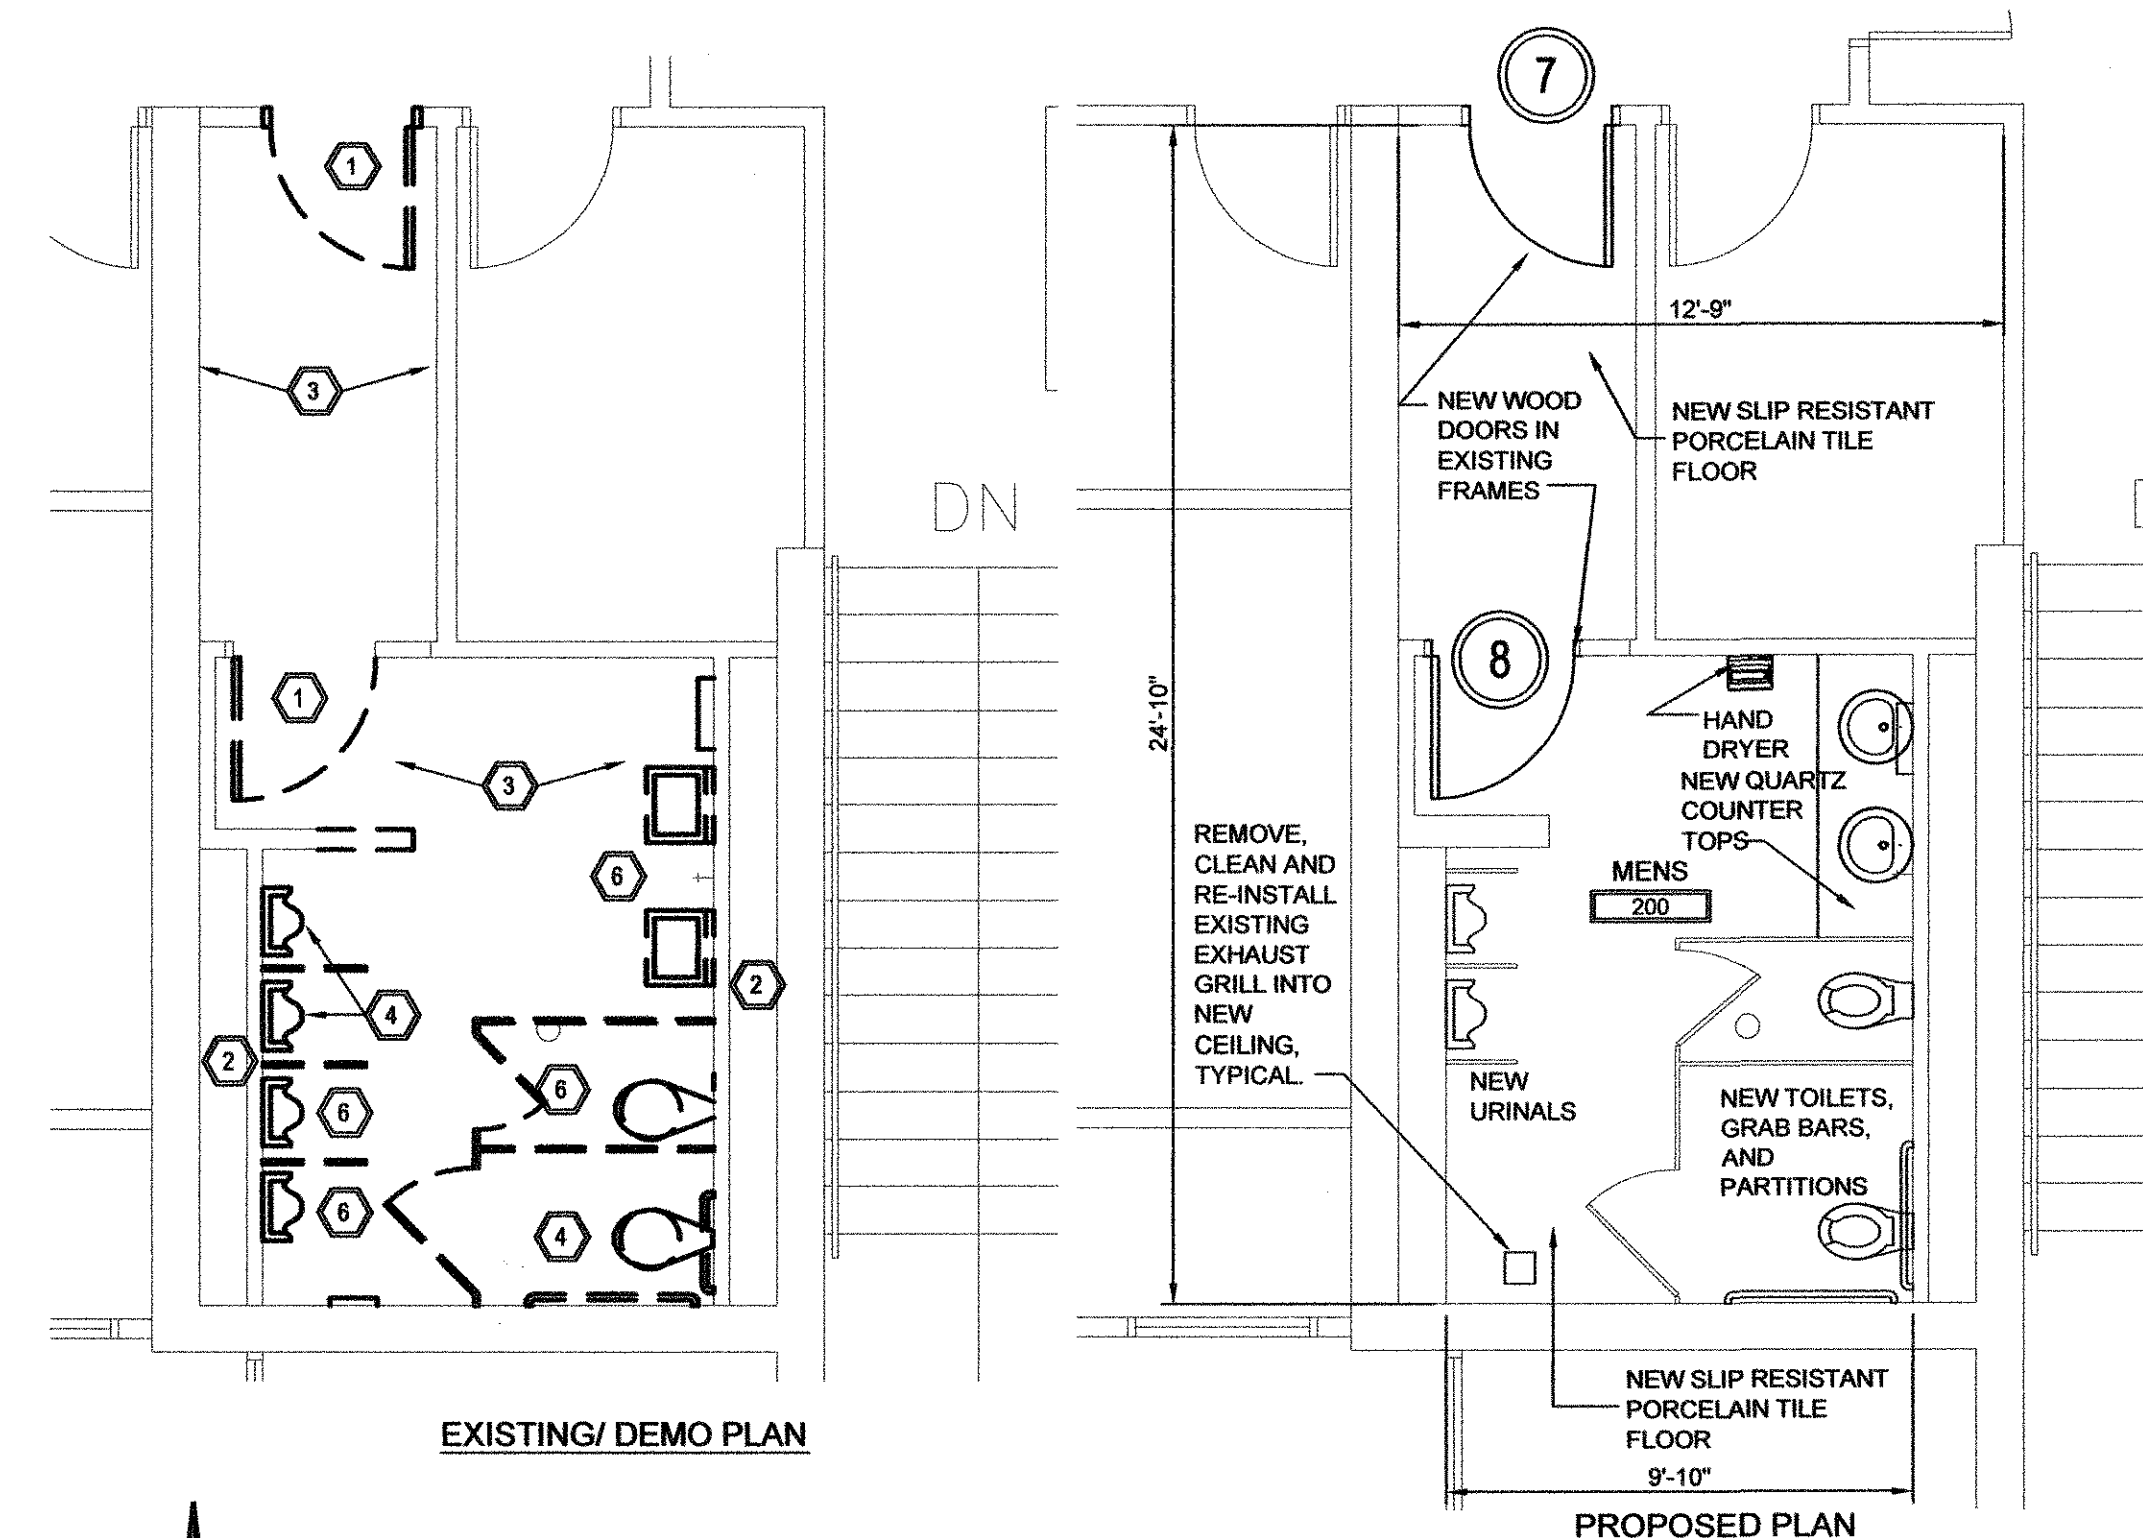 1
3
DN
1
3
6
2
4
2
6
6
6
4
EXISTING/ DEMO PLAN
7
12'-9"
NEW WOOD
DOORS IN
EXISTING
FRAMES
NEW SLIP RESISTANT
PORCELAIN TILE
FLOOR
8
24'-10"
HAND
DRYER
NEW QUARTZ
COUNTER
TOPS
REMOVE,
CLEAN AND
RE-INSTALL
EXISTING
EXHAUST
GRILL INTO
NEW
CEILING,
TYPICAL.
MENS
200
NEW
URINALS
NEW TOILETS,
GRAB BARS,
AND
PARTITIONS
NEW SLIP RESISTANT
PORCELAIN TILE
FLOOR
9'-10"
PROPOSED PLAN